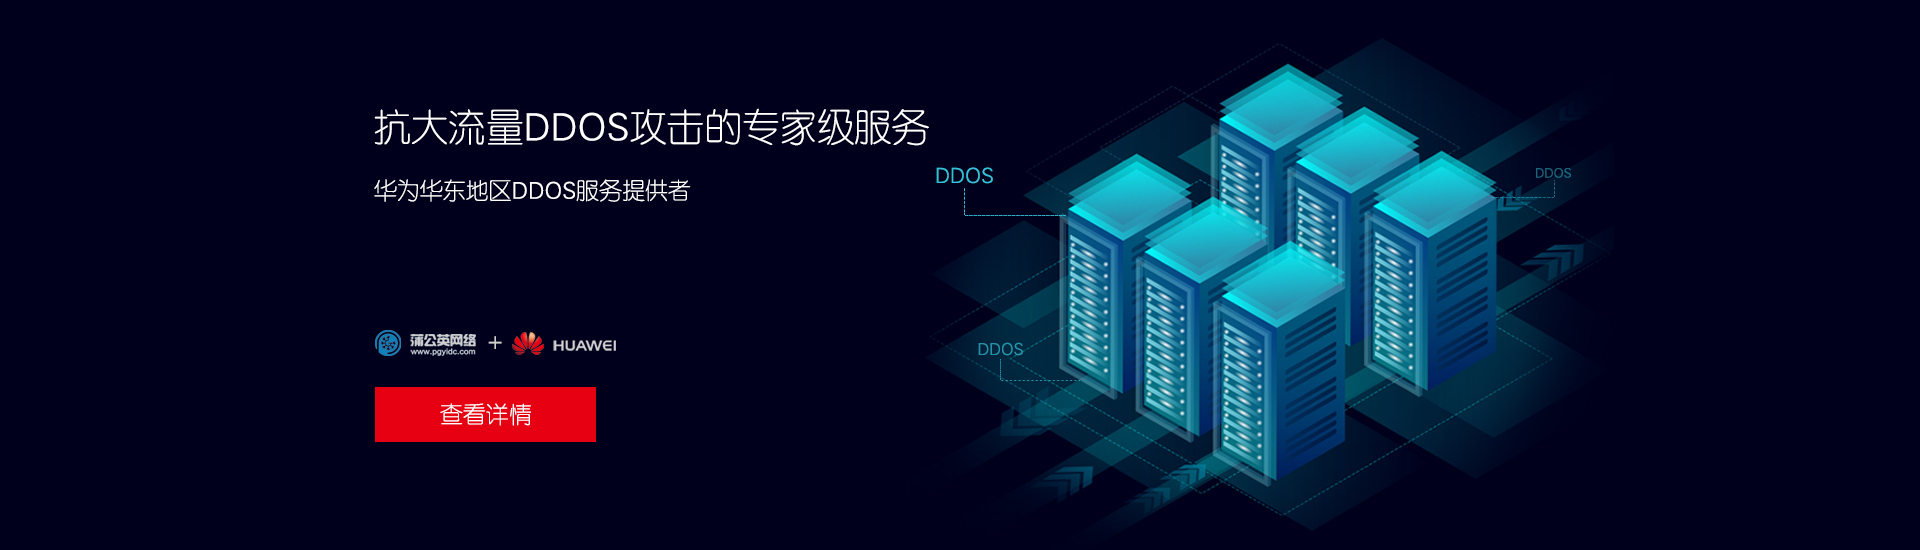 抗大流量DDOS攻击的专家级服务
华为华东地区DDOS服务提供者
DDOS
DDOS
DDOS
蒲公英网络 + HUAWEI
www.pgyidc.com
查看详情